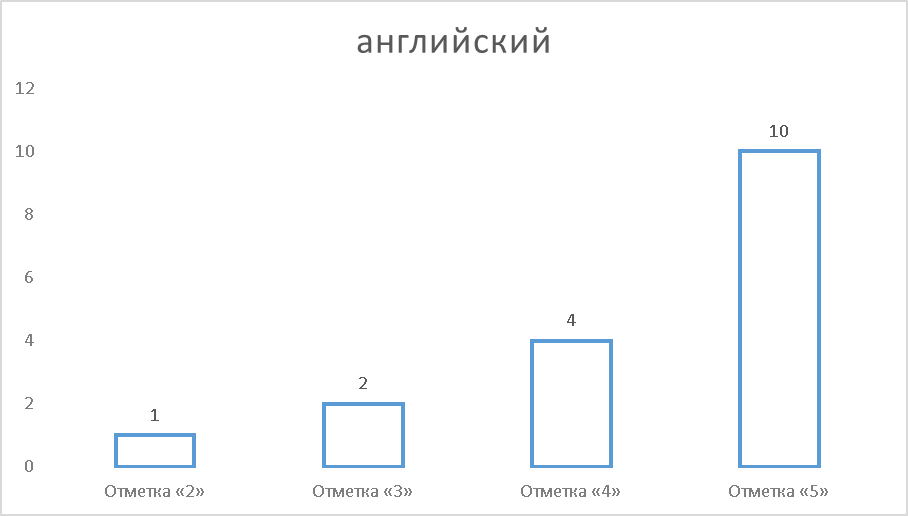 английский
12
10
8
6
4
2
0
1
2
4
10
Отметка «2»
Отметка «3»
Отметка «4»
Отметка «5»